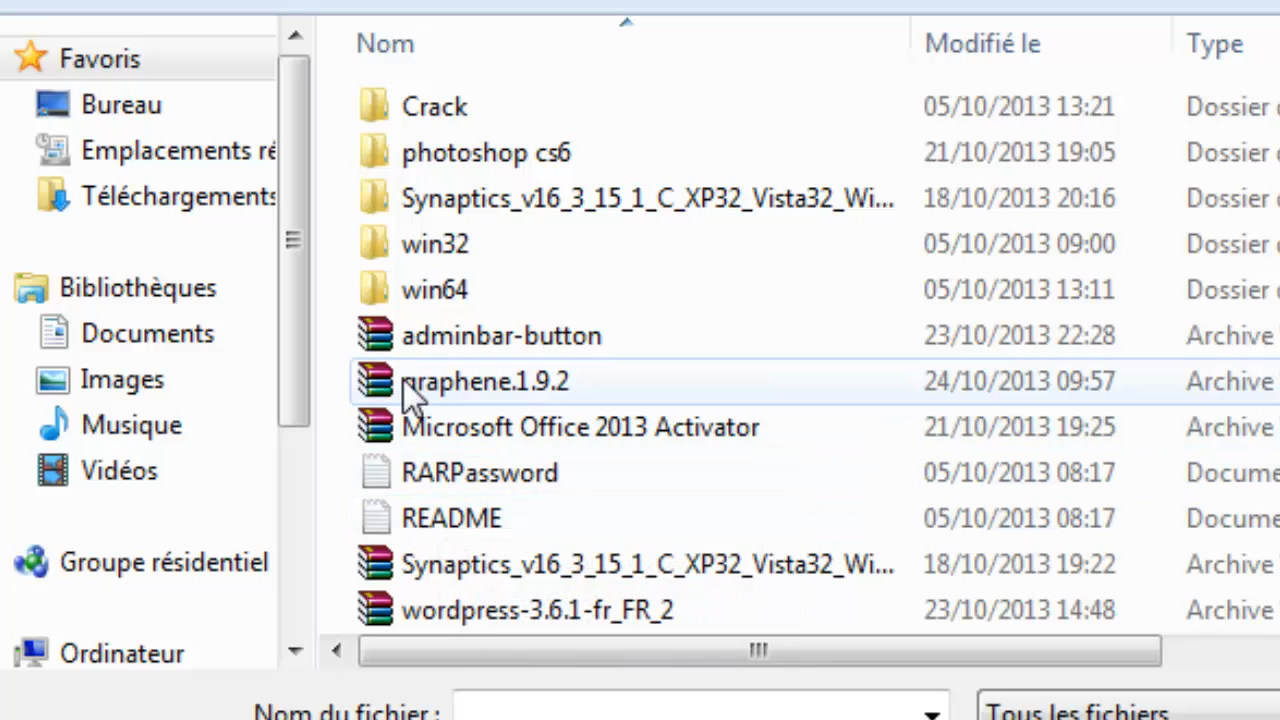 Nom Modifié le Type
Favoris
Bureau
Emplacements ré
Téléchargements
Bibliothèques
Documents
Images
Musique
Vidéos
Groupe résidentiel
Ordinateur
Crack 05/10/2013 13:21 Dossier
photoshop cs6 21/10/2013 19:05 Dossier
Synaptics_v16_3_15_1_C_XP32_Vista32_Wi... 18/10/2013 20:16 Dossier
win32 05/10/2013 09:00 Dossier
win64 05/10/2013 13:11 Dossier
adminbar-button 23/10/2013 22:28 Archive
graphene.1.9.2 24/10/2013 09:57 Archive
Microsoft Office 2013 Activator 21/10/2013 19:25 Archive
RARPassword 05/10/2013 08:17 Docume
README 05/10/2013 08:17 Docume
Synaptics_v16_3_15_1_C_XP32_Vista32_Wi... 18/10/2013 19:22 Archive
wordpress-3.6.1-fr_FR_2 23/10/2013 14:48 Archive
Nom du fichier : Tous les fichiers